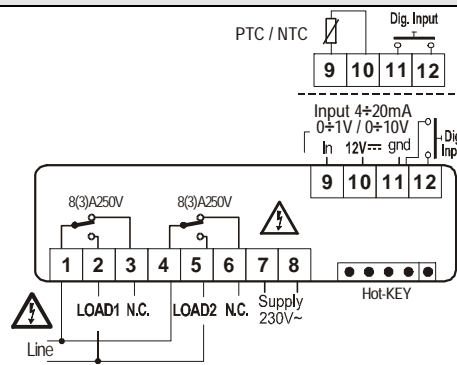 PTC / NTC
Dig. Input
9 10 11 12
Input 4÷20mA
0÷1V / 0÷10V
In 12V gnd
Dig.
Inp
9 10 11 12
8(3)A250V 8(3)A250V
1 2 3 4 5 6 7 8
LOAD1 N.C. LOAD2 N.C. Supply
230V~
Hot-KEY
Line